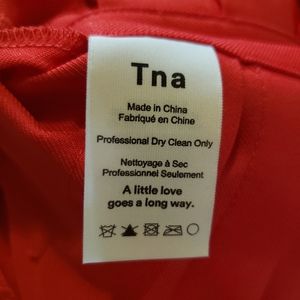 Tna
Made in China
Fabriqué en Chine
Professional Dry Clean Only
Nettoyage à Sec
Professionnel Seulement
A little love
goes a long way.